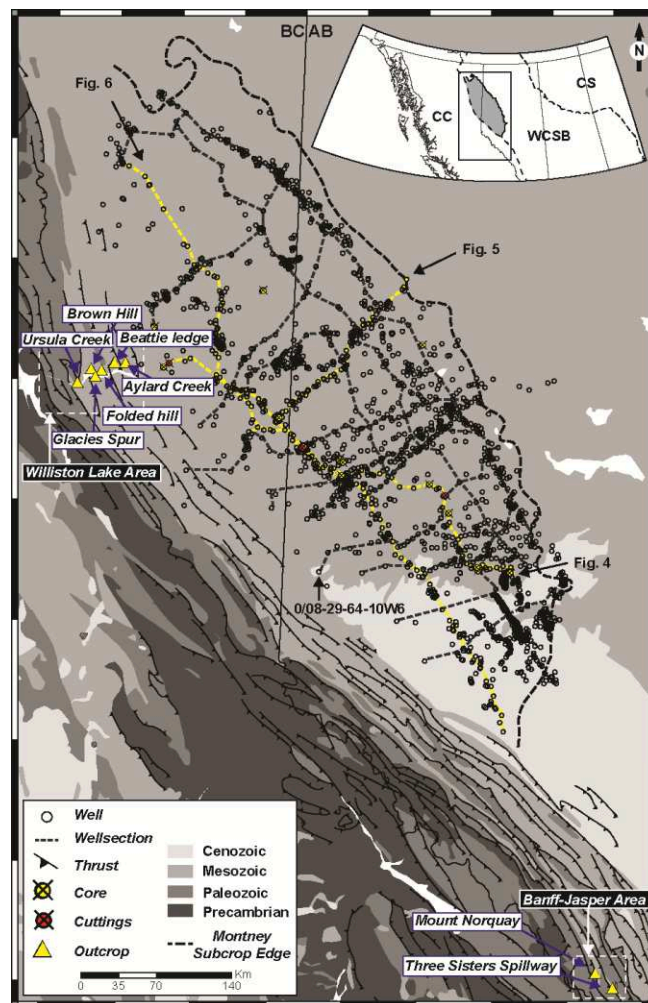 BC AB
N
Fig. 6
CC
CS
WCSB
Fig. 5
Brown Hill
Ursula Creek
Beattie ledge
Aylard Creek
Folded hill
Glacies Spur
Williston Lake Area
Fig. 4
0/08-29-64-10W6
Well
Wellsection
Thrust
Core
Cuttings
Outcrop
Cenozoic
Mesozoic
Paleozoic
Precambrian
Montney
Subcrop Edge
Km
0 35 70 140
Banff-Jasper Area
Mount Norquay
Three Sisters Spillway